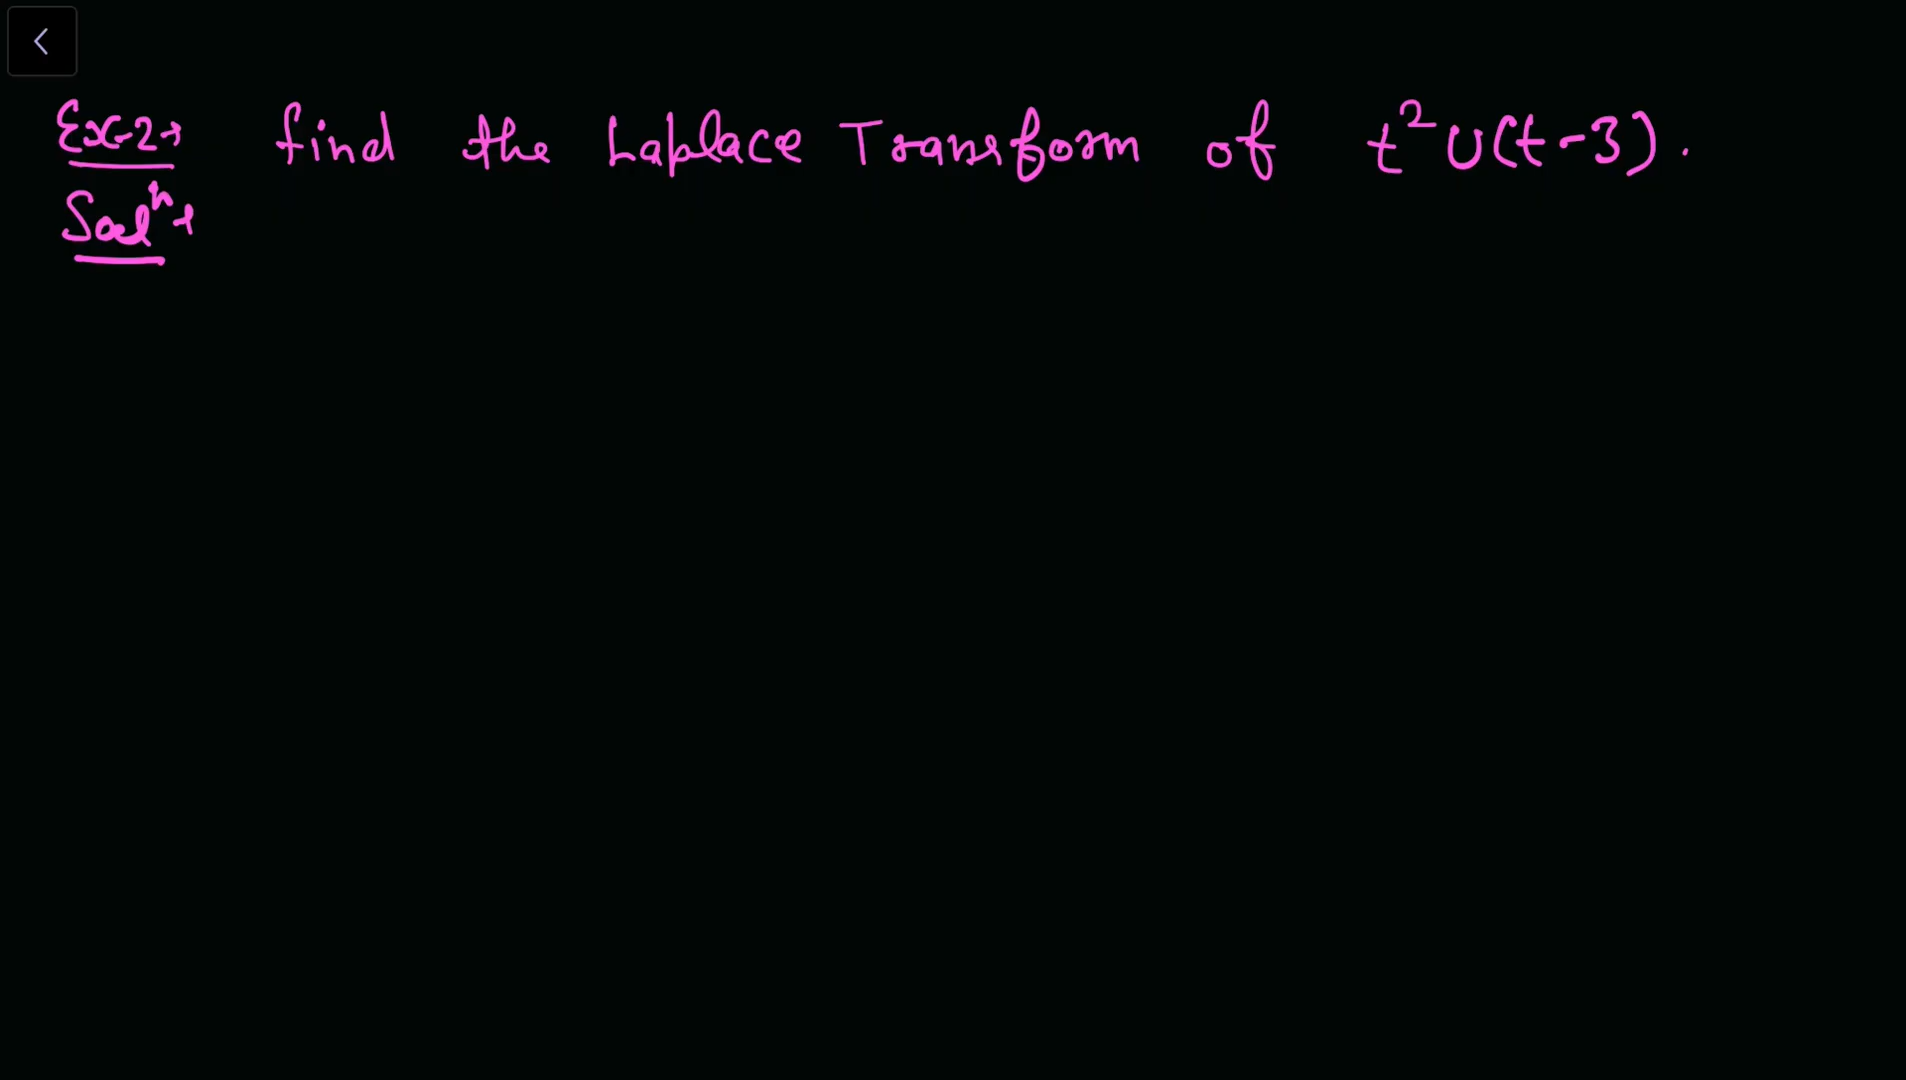 Ex-2→ find the Laplace Transform of t²U(t-3).
Solⁿ→